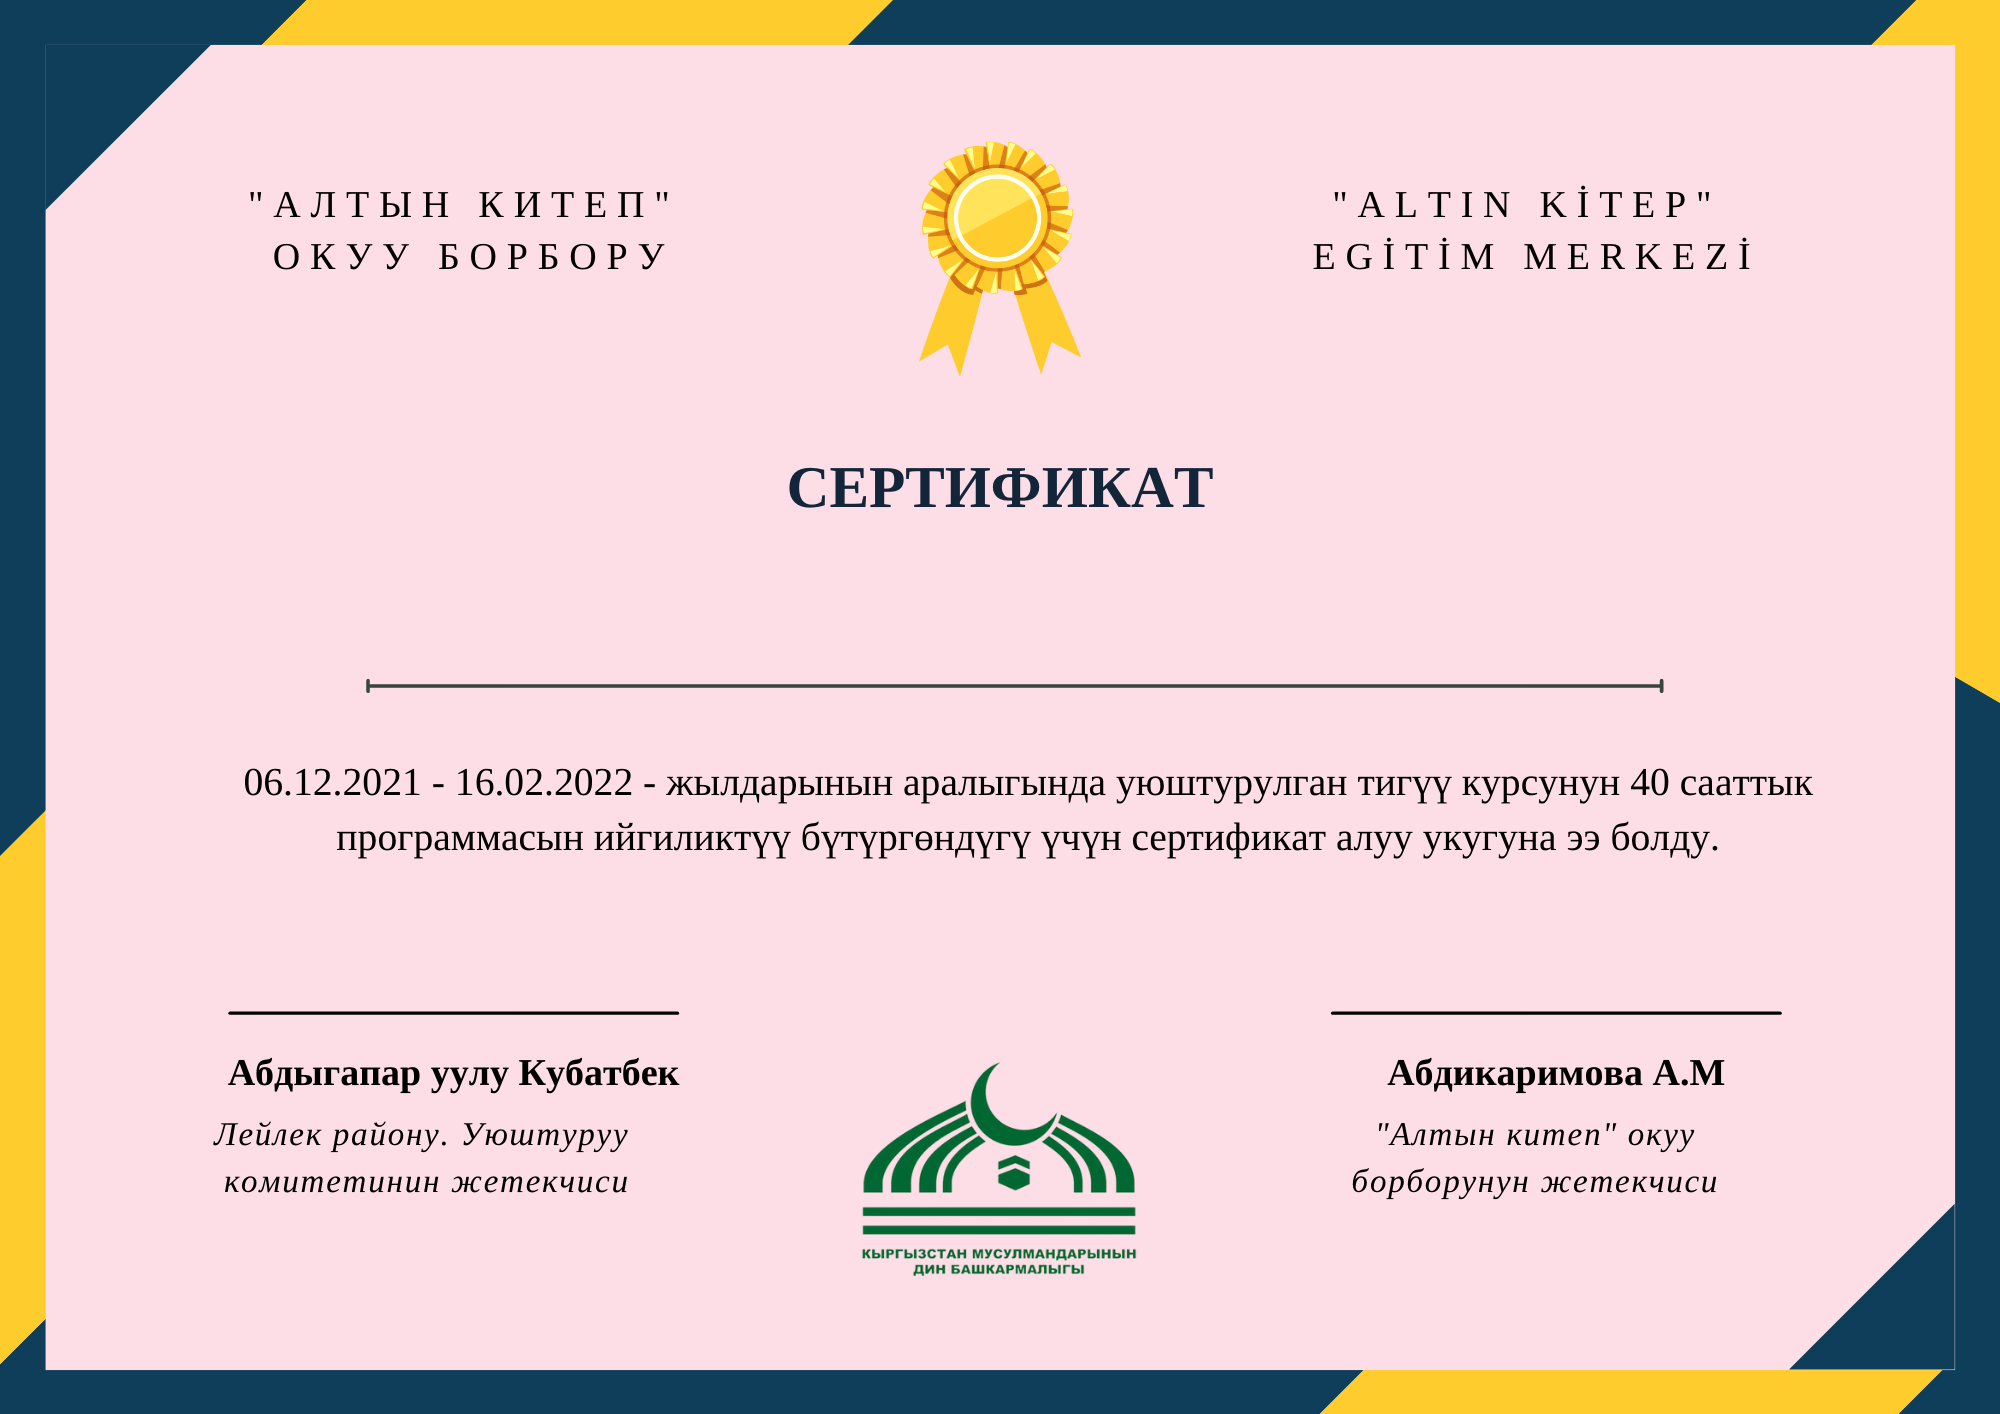 "АЛТЫН КИТЕП"
ОКУУ БОРБОРУ
"ALTIN KİTEP"
EGİTİM MERKEZİ
СЕРТИФИКАТ
06.12.2021 - 16.02.2022 - жылдарынын аралыгында уюштурулган тигүү курсунун 40 сааттык
программасын ийгиликтүү бүтүргөндүгү үчүн сертификат алуу укугуна ээ болду.
Абдыгапар уулу Кубатбек
Лейлек району. Уюштуруу
комитетинин жетекчиси
Абдикаримова А.М
"Алтын китеп" окуу
борборунун жетекчиси
КЫРГЫЗСТАН МУСУЛМАНДАРЫНЫН
ДИН БАШКАРМАЛЫГЫ